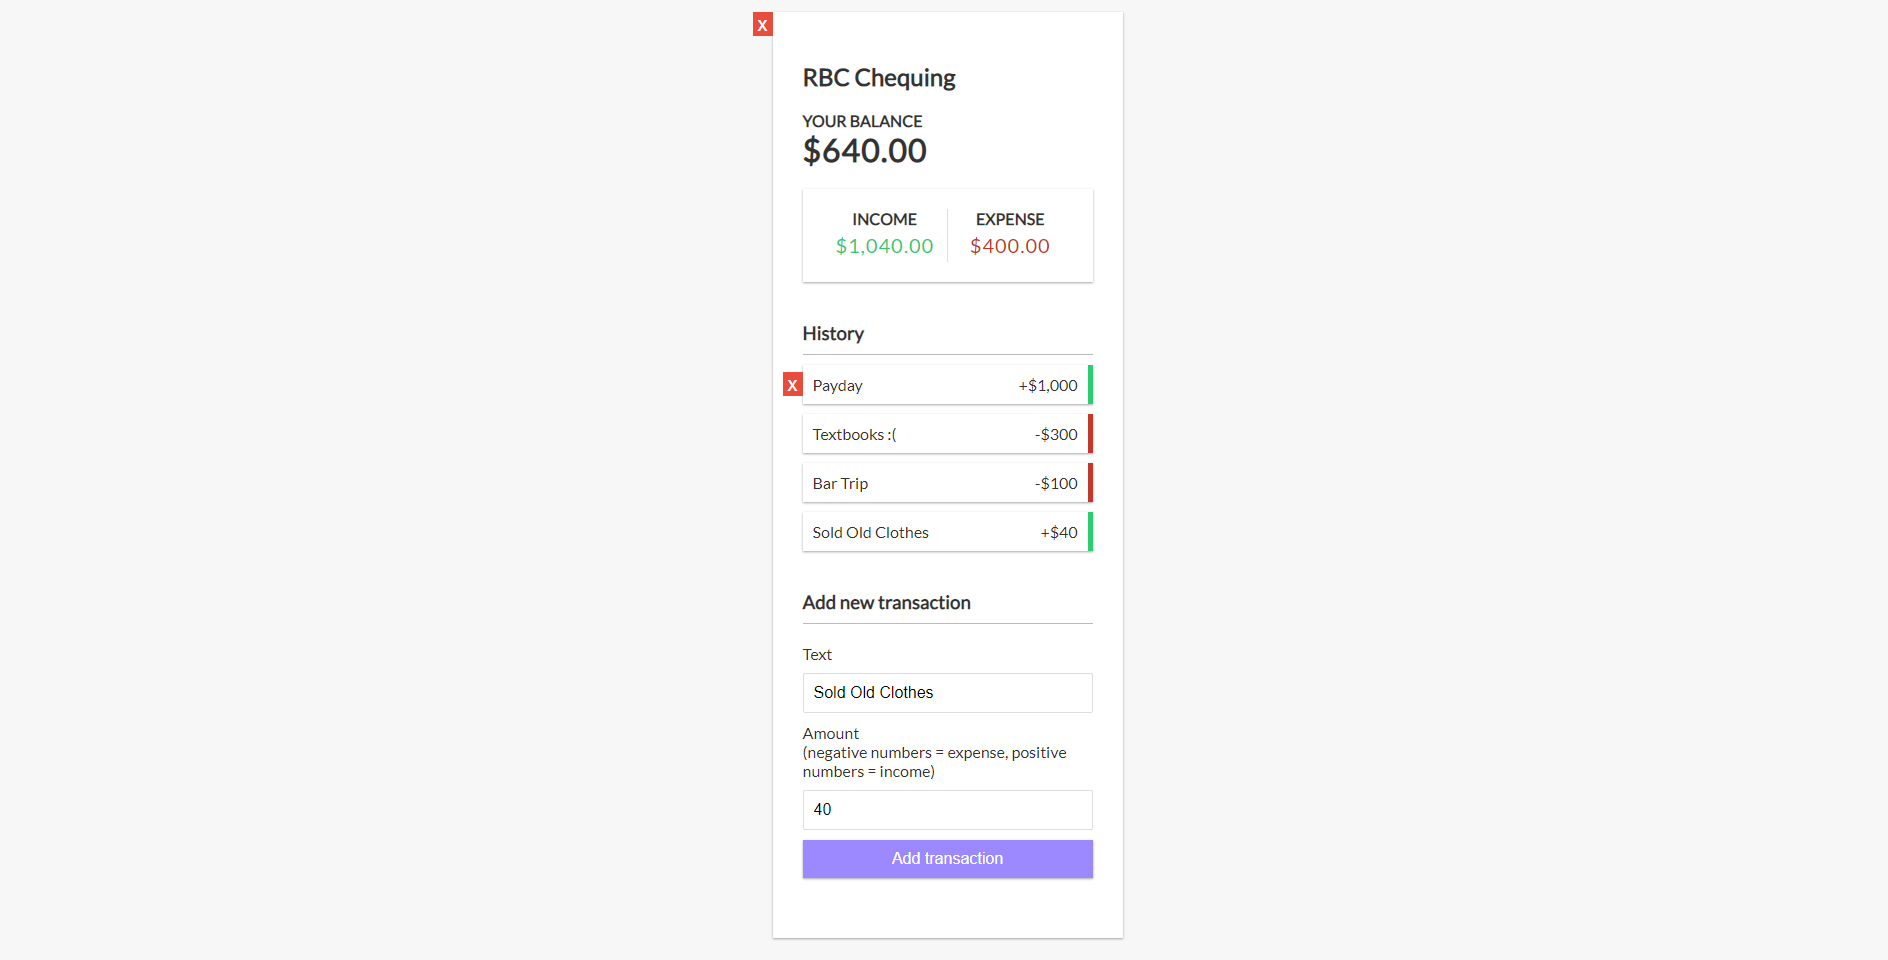 X
RBC Chequing
YOUR BALANCE
$640.00
INCOME EXPENSE
$1,040.00 $400.00
History
X Payday +$1,000
Textbooks :( -$300
Bar Trip -$100
Sold Old Clothes +$40
Add new transaction
Text
Sold Old Clothes
Amount
(negative numbers = expense, positive
numbers = income)
40
Add transaction